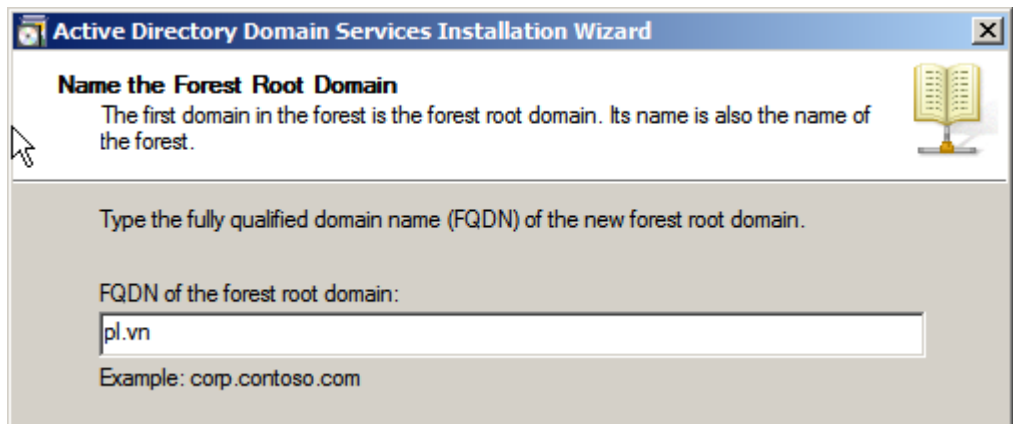 Active Directory Domain Services Installation Wizard
Name the Forest Root Domain
The first domain in the forest is the forest root domain. Its name is also the name of
the forest.
Type the fully qualified domain name (FQDN) of the new forest root domain.
FQDN of the forest root domain:
pl.vn
Example: corp.contoso.com